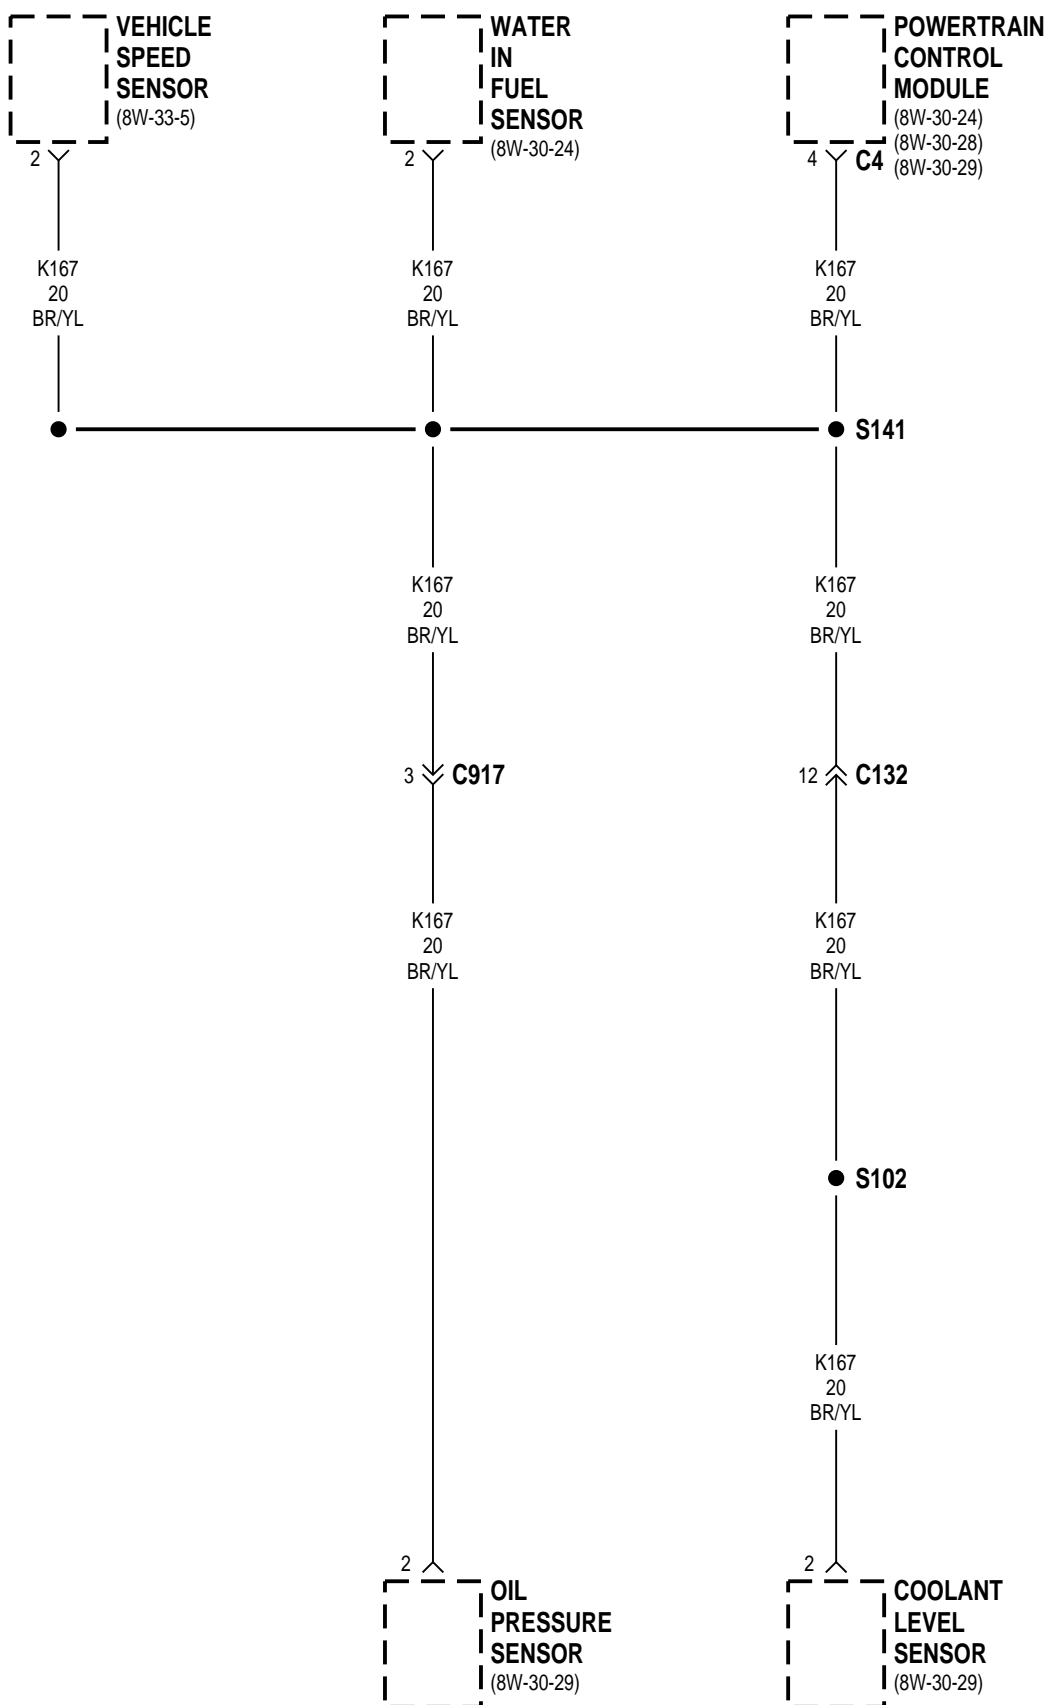 VEHICLE
SPEED
SENSOR
(8W-33-5)
2
WATER
IN
FUEL
SENSOR
(8W-30-24)
2
POWERTRAIN
CONTROL
MODULE
(8W-30-24)
(8W-30-28)
(8W-30-29)
4
C4
K167
20
BR/YL
K167
20
BR/YL
K167
20
BR/YL
S141
K167
20
BR/YL
K167
20
BR/YL
3
C917
12
C132
K167
20
BR/YL
K167
20
BR/YL
S102
K167
20
BR/YL
2
OIL
PRESSURE
SENSOR
(8W-30-29)
2
COOLANT
LEVEL
SENSOR
(8W-30-29)